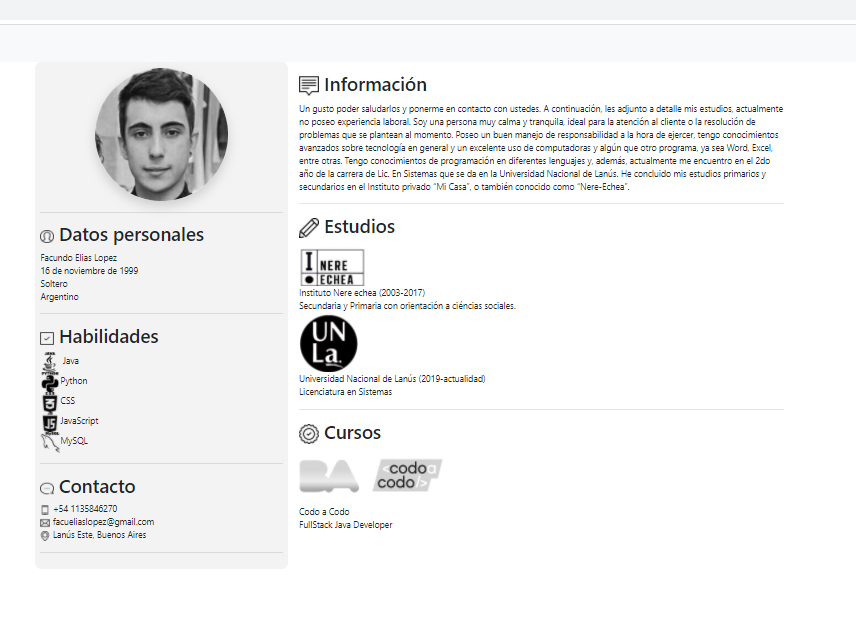 Datos personales
Facundo Elias Lopez
16 de noviembre de 1999
Soltero
Argentino
Habilidades
Java
Python
CSS
JavaScript
MySQL
Contacto
+54 1135846270
facueliaslopez@gmail.com
Lanús Este, Buenos Aires
Información
Un gusto poder saludarlos y ponerme en contacto con ustedes. A continuación, les adjunto a detalle mis estudios, actualmente
no poseo experiencia laboral. Soy una persona muy calma y tranquila, ideal para la atención al cliente o la resolución de
problemas que se plantean al momento. Poseo un buen manejo de responsabilidad a la hora de ejercer, tengo conocimientos
avanzados sobre tecnología en general y un excelente uso de computadoras y algún que otro programa, ya sea Word, Excel,
entre otras. Tengo conocimientos de programación en diferentes lenguajes y, además, actualmente me encuentro en el 2do
año de la carrera de Lic. En Sistemas que se da en la Universidad Nacional de Lanús. He concluido mis estudios primarios y
secundarios en el Instituto privado “Mi Casa”, o también conocido como “Nere-Echea”.
Estudios
I NERE
ECHEA
Instituto Nere echea (2003-2017)
Secundaria y Primaria con orientación a ciéncias sociales.
UN
La.
Universidad Nacional de Lanús (2019-actualidad)
Licenciatura en Sistemas
Cursos
BA
<codo a
codo/>
Codo a Codo
FullStack Java Developer